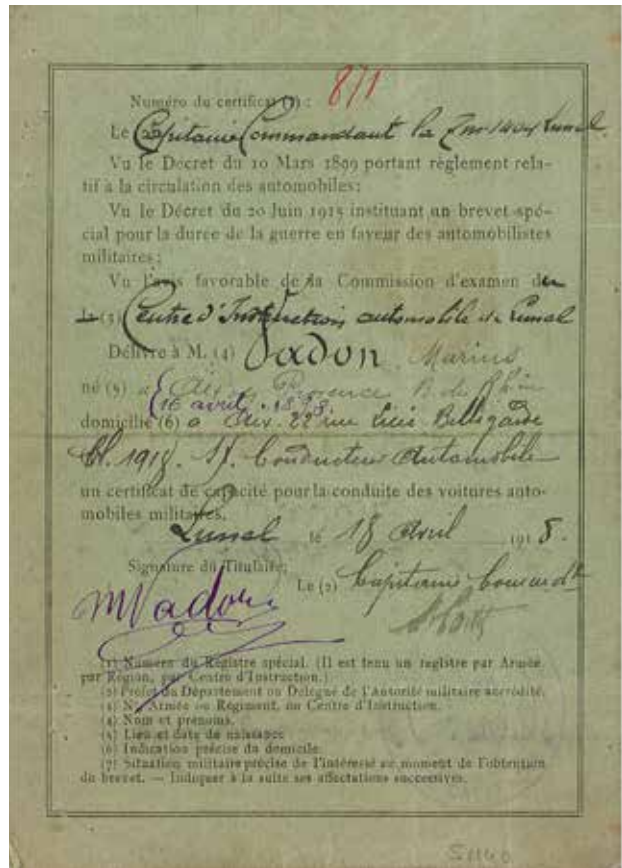 Numéro du certificat (1) : 871
Le Capitaine Commandant la Lunel.
Vu le Décret du 10 Mars 1899 portant règlement rela-
tif à la circulation des automobiles ;
Vu le Décret du 20 Juin 1915 instituant un brevet spé-
cial pour la durée de la guerre en faveur des automobilistes
militaires ;
Vu l'avis favorable de la Commission d'examen du
(3) Centre d'Instruction automobile de Lunel
Délivré à M. (4) Vadon Marius
né (5) à Aix Provence B du Rhône
16 avril 1898
domicilié (6) à Aix. 22 rue Bellegarde
Cl. 1918. Conducteur Automobile
un certificat de capacité pour la conduite des voitures auto-
mobiles militaires.
Lunel le 18 Avril 1918.
Signature du Titulaire,
Le (2) Capitaine Command^t
MVadon
(1) Numéro du Registre spécial. (Il est tenu un registre par Armée
par Région, par Centre d'Instruction.)
(2) Préfet du Département ou Délégué de l'Autorité militaire accrédité.
(3) N° Armée ou Régiment, ou Centre d'Instruction.
(4) Nom et prénoms.
(5) Lieu et date de naissance
(6) Indication précise du domicile.
(7) Situation militaire précise de l'intéressé au moment de l'obtention
du brevet. — Indiquer à la suite ses affectations successives.